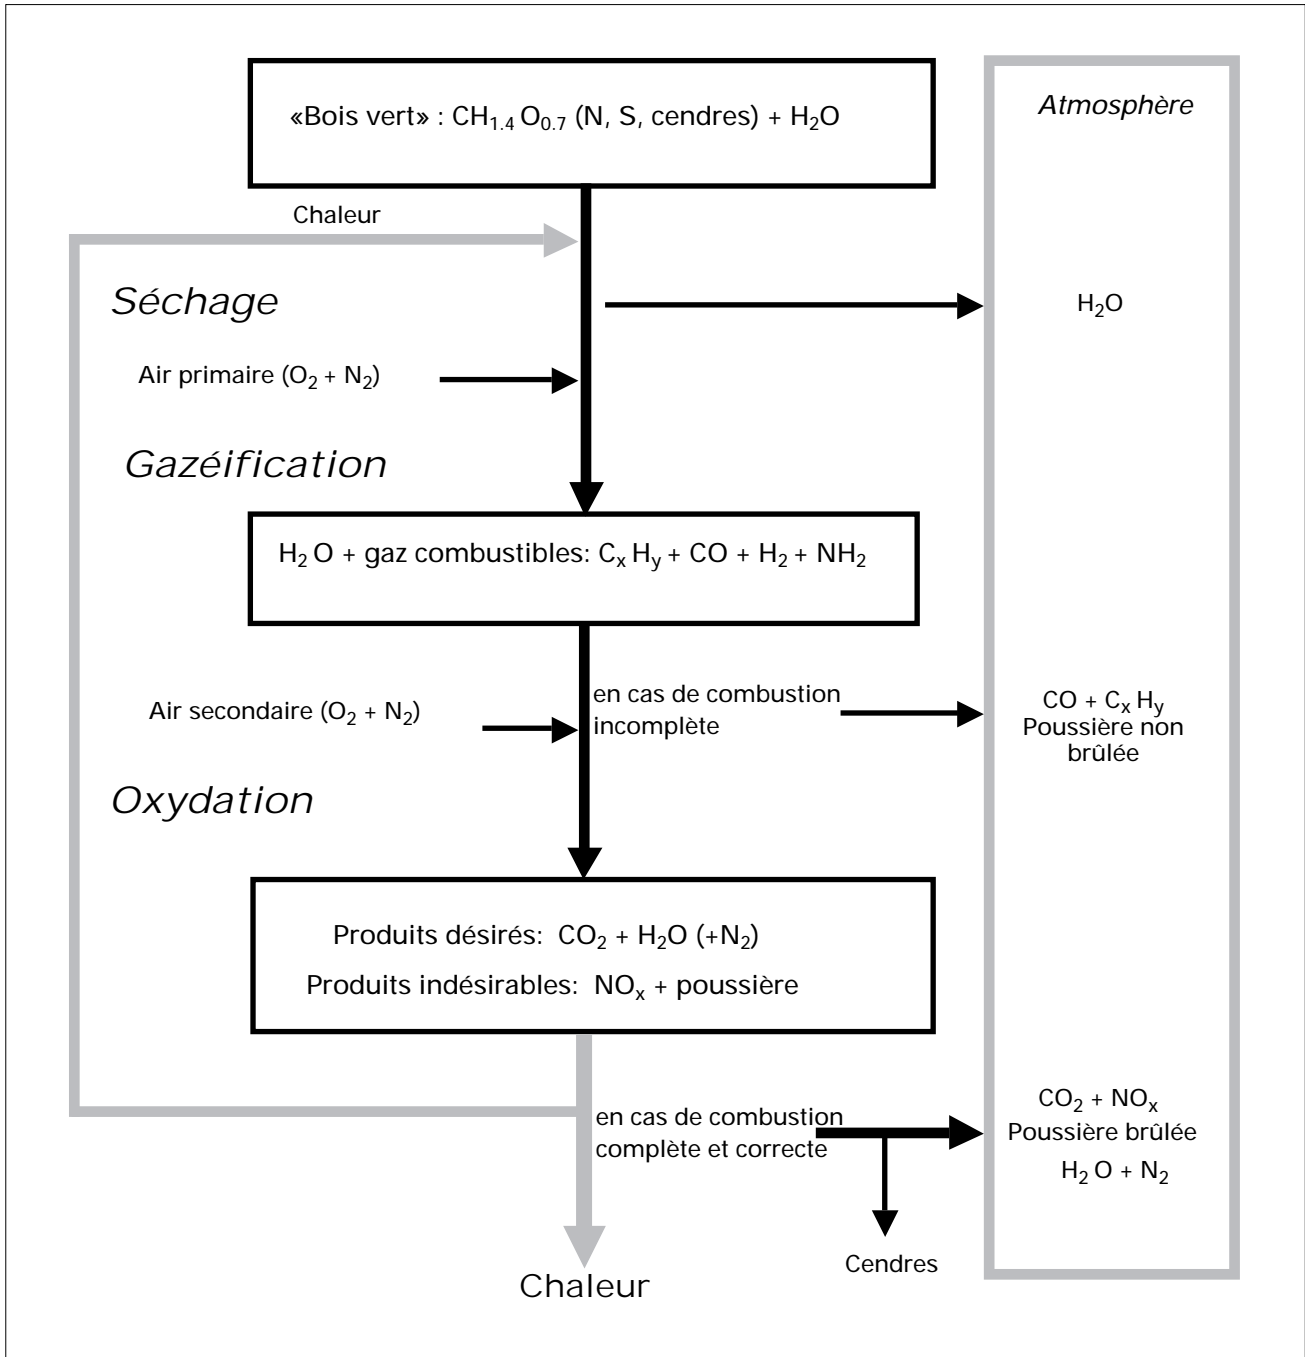 «Bois vert» : CH1.4 O0.7 (N, S, cendres) + H2O
Atmosphère
Chaleur
Séchage
H2O
Air primaire (O2 + N2)
Gazéification
H2 O + gaz combustibles: Cx Hy + CO + H2 + NH2
en cas de combustion
incomplète
Air secondaire (O2 + N2)
CO + Cx Hy
Poussière non
brûlée
Oxydation
Produits désirés: CO2 + H2O (+N2)
Produits indésirables: NOx + poussière
en cas de combustion
complète et correcte
CO2 + NOx
Poussière brûlée
H2 O + N2
Cendres
Chaleur